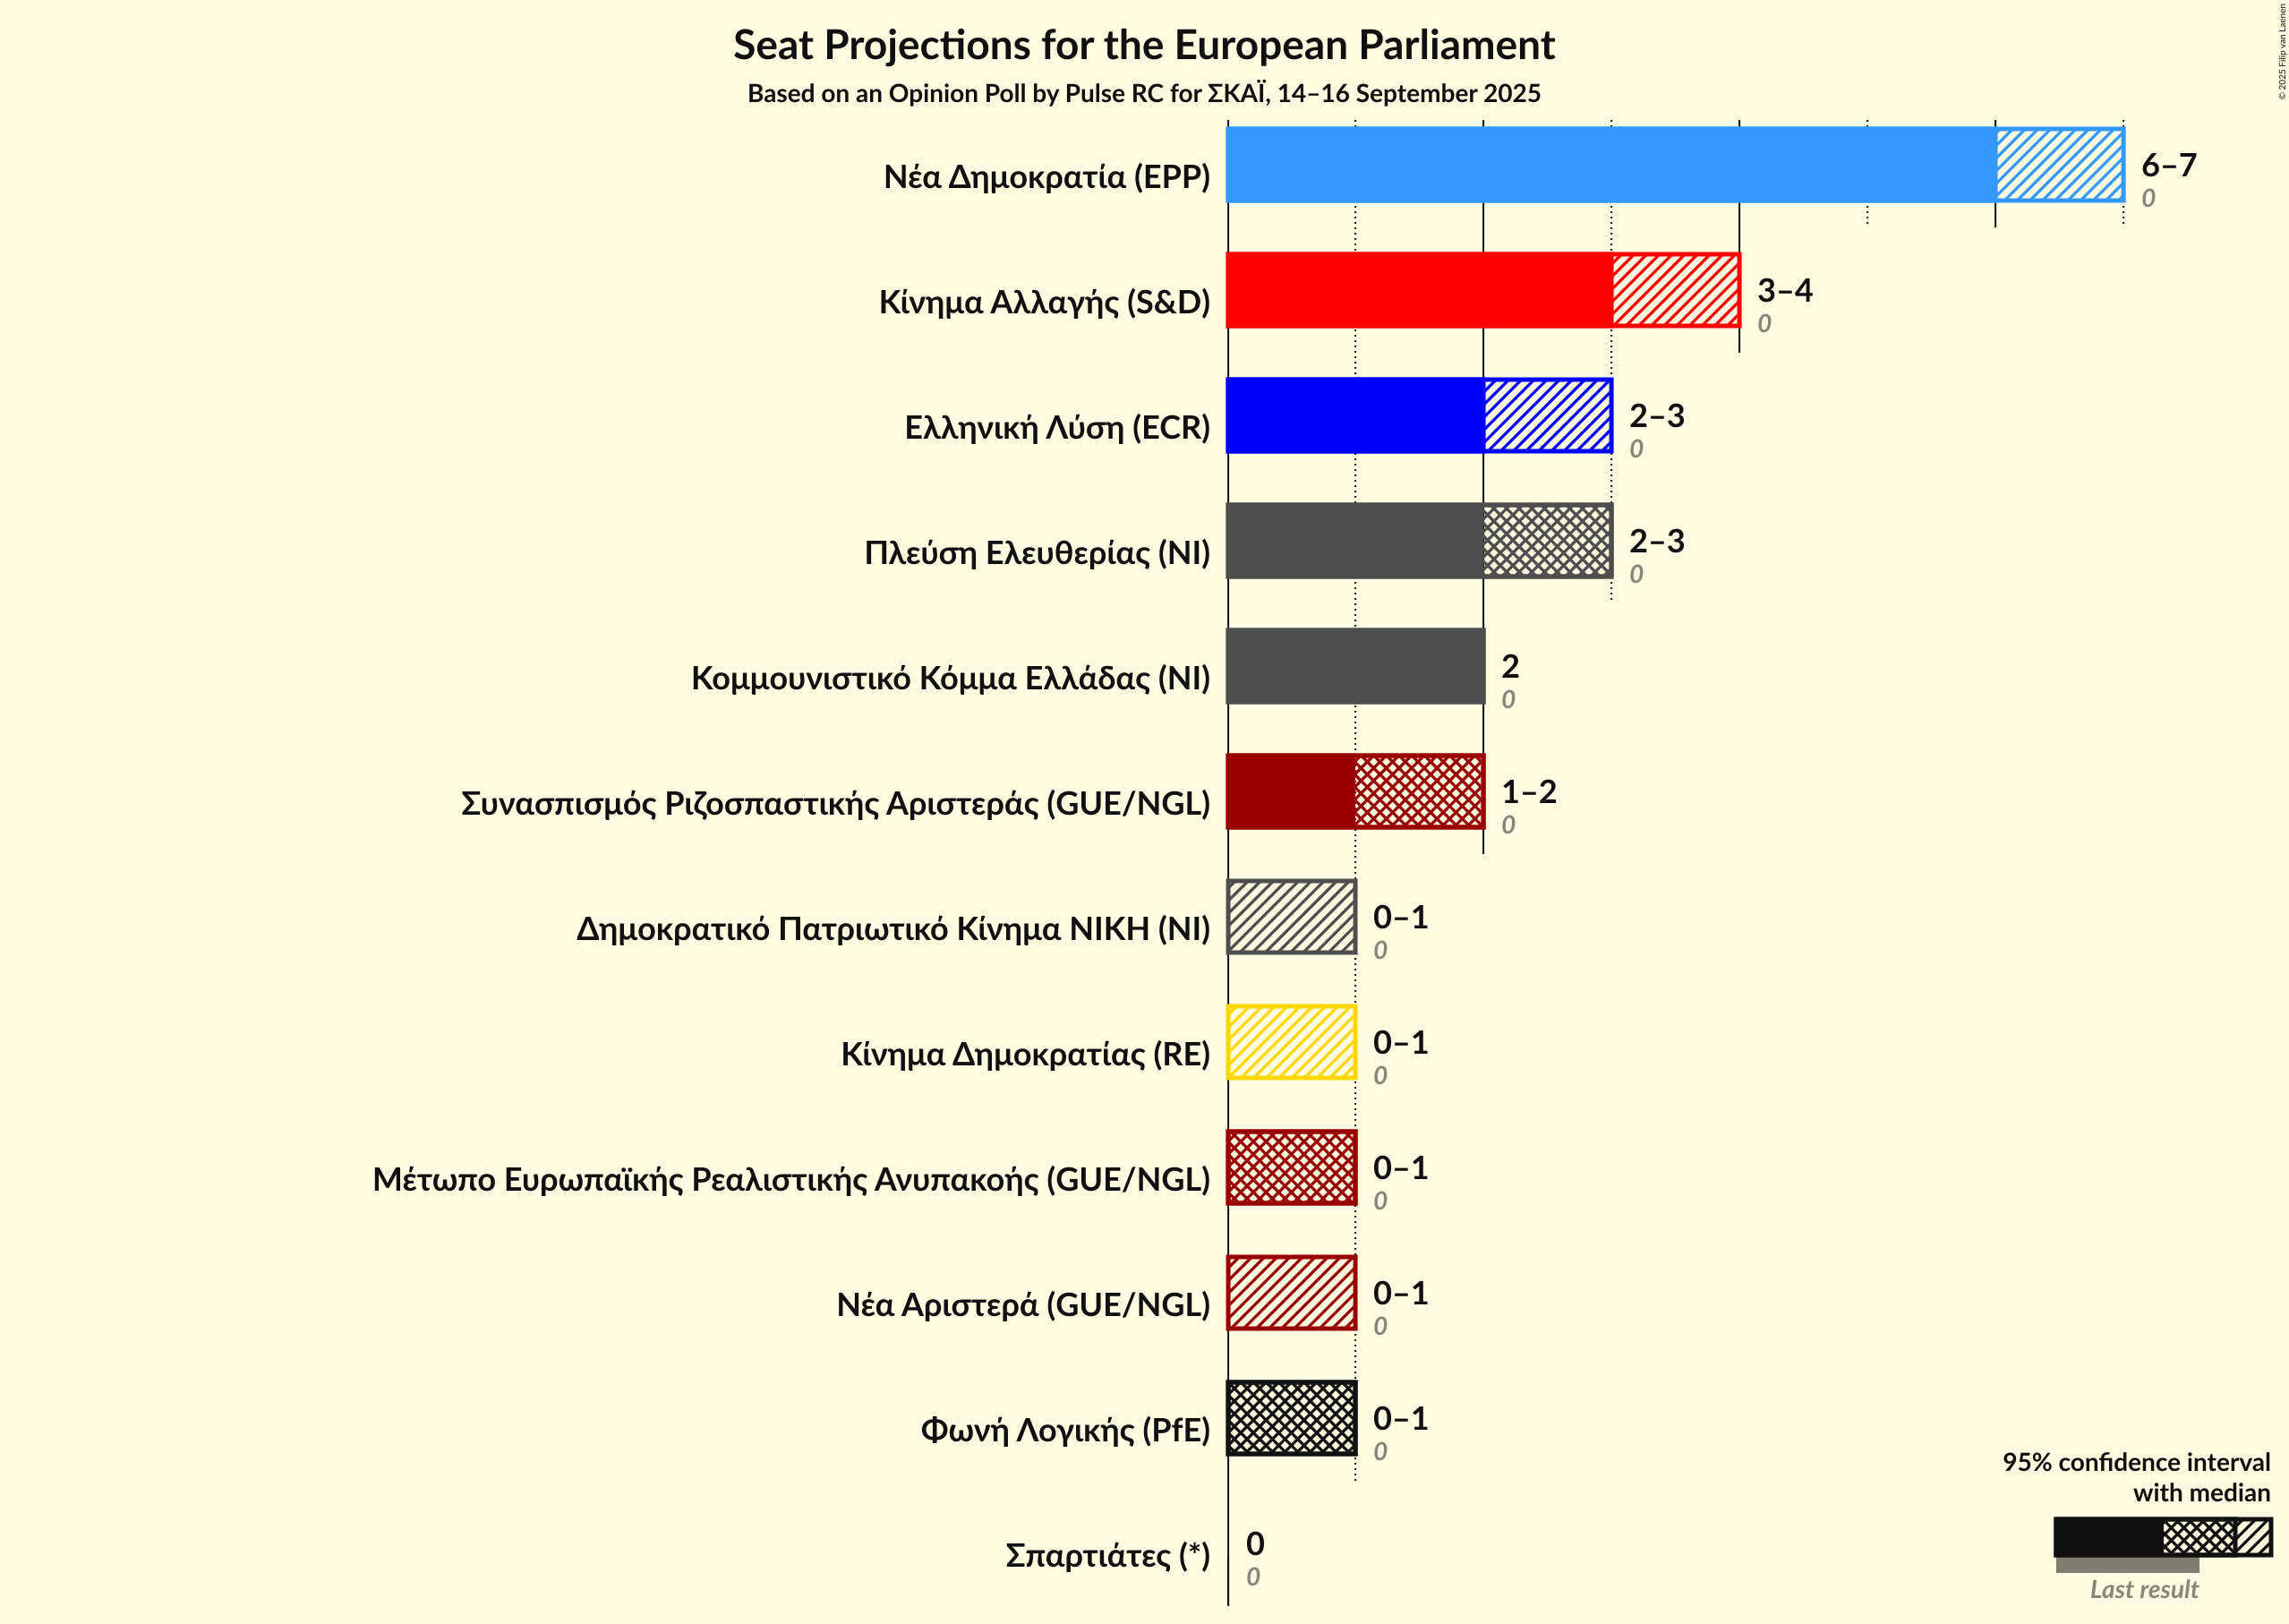 Seat Projections for the European Parliament
Based on an Opinion Poll by Pulse RC for ΣΚΑΪ, 14–16 September 2025
© 2025 Filip van Laenen
Νέα Δημοκρατία (EPP)
6–7
0
Κίνημα Αλλαγής (S&D)
3–4
0
Ελληνική Λύση (ECR)
2–3
0
Πλεύση Ελευθερίας (NI)
2–3
0
Κομμουνιστικό Κόμμα Ελλάδας (NI)
2
0
Συνασπισμός Ριζοσπαστικής Αριστεράς (GUE/NGL)
1–2
0
Δημοκρατικό Πατριωτικό Κίνημα ΝΙΚΗ (NI)
0–1
0
Κίνημα Δημοκρατίας (RE)
0–1
0
Μέτωπο Ευρωπαϊκής Ρεαλιστικής Ανυπακοής (GUE/NGL)
0–1
0
Νέα Αριστερά (GUE/NGL)
0–1
0
Φωνή Λογικής (PfE)
0–1
0
Σπαρτιάτες (*)
0
0
95% confidence interval
with median
Last result